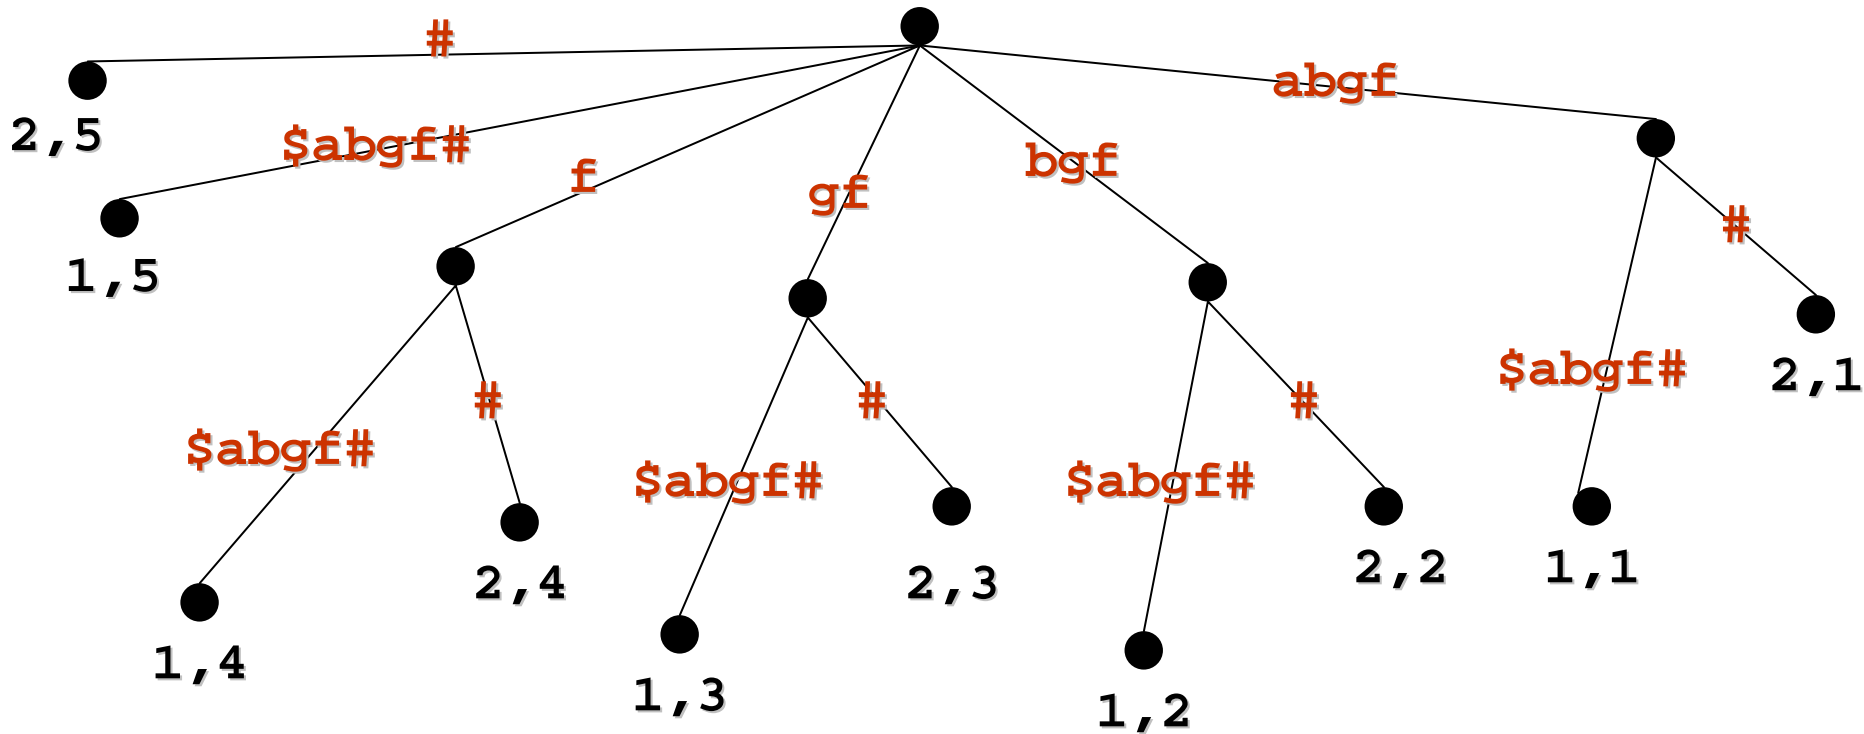 #
abgf
2,5
$abgf#
f
gf
bgf
#
1,5
$abgf#
#
#
#
2,1
$abgf#
$abgf#
$abgf#
2,4
2,3
2,2
1,1
1,4
1,3
1,2